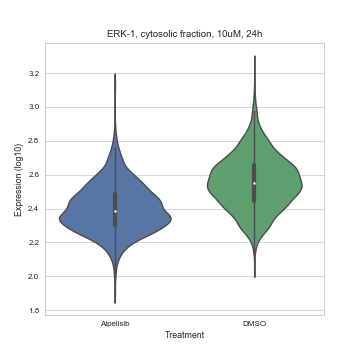 ERK-1, cytosolic fraction, 10uM, 24h
3.2
3.0
2.8
2.6
2.4
2.2
2.0
1.8
Expression (log10)
Alpelisib
DMSO
Treatment